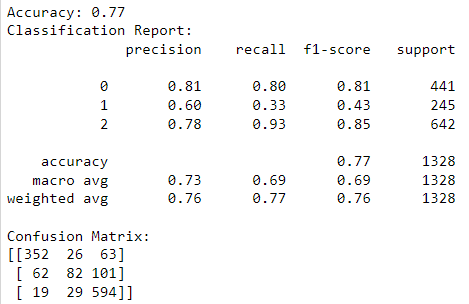 Accuracy: 0.77
Classification Report:
              precision    recall  f1-score   support

           0       0.81      0.80      0.81       441
           1       0.60      0.33      0.43       245
           2       0.78      0.93      0.85       642

    accuracy                           0.77      1328
   macro avg       0.73      0.69      0.69      1328
weighted avg       0.76      0.77      0.76      1328

Confusion Matrix:
[[352  26  63]
 [ 62  82 101]
 [ 19  29 594]]